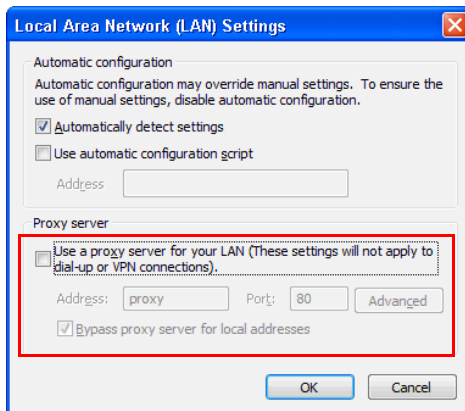 Local Area Network (LAN) Settings
Automatic configuration
Automatic configuration may override manual settings. To ensure the
use of manual settings, disable automatic configuration.
Automatically detect settings
Use automatic configuration script
Address
Proxy server
Use a proxy server for your LAN (These settings will not apply to
dial-up or VPN connections).
Address: proxy Port: 80 Advanced
Bypass proxy server for local addresses
OK Cancel